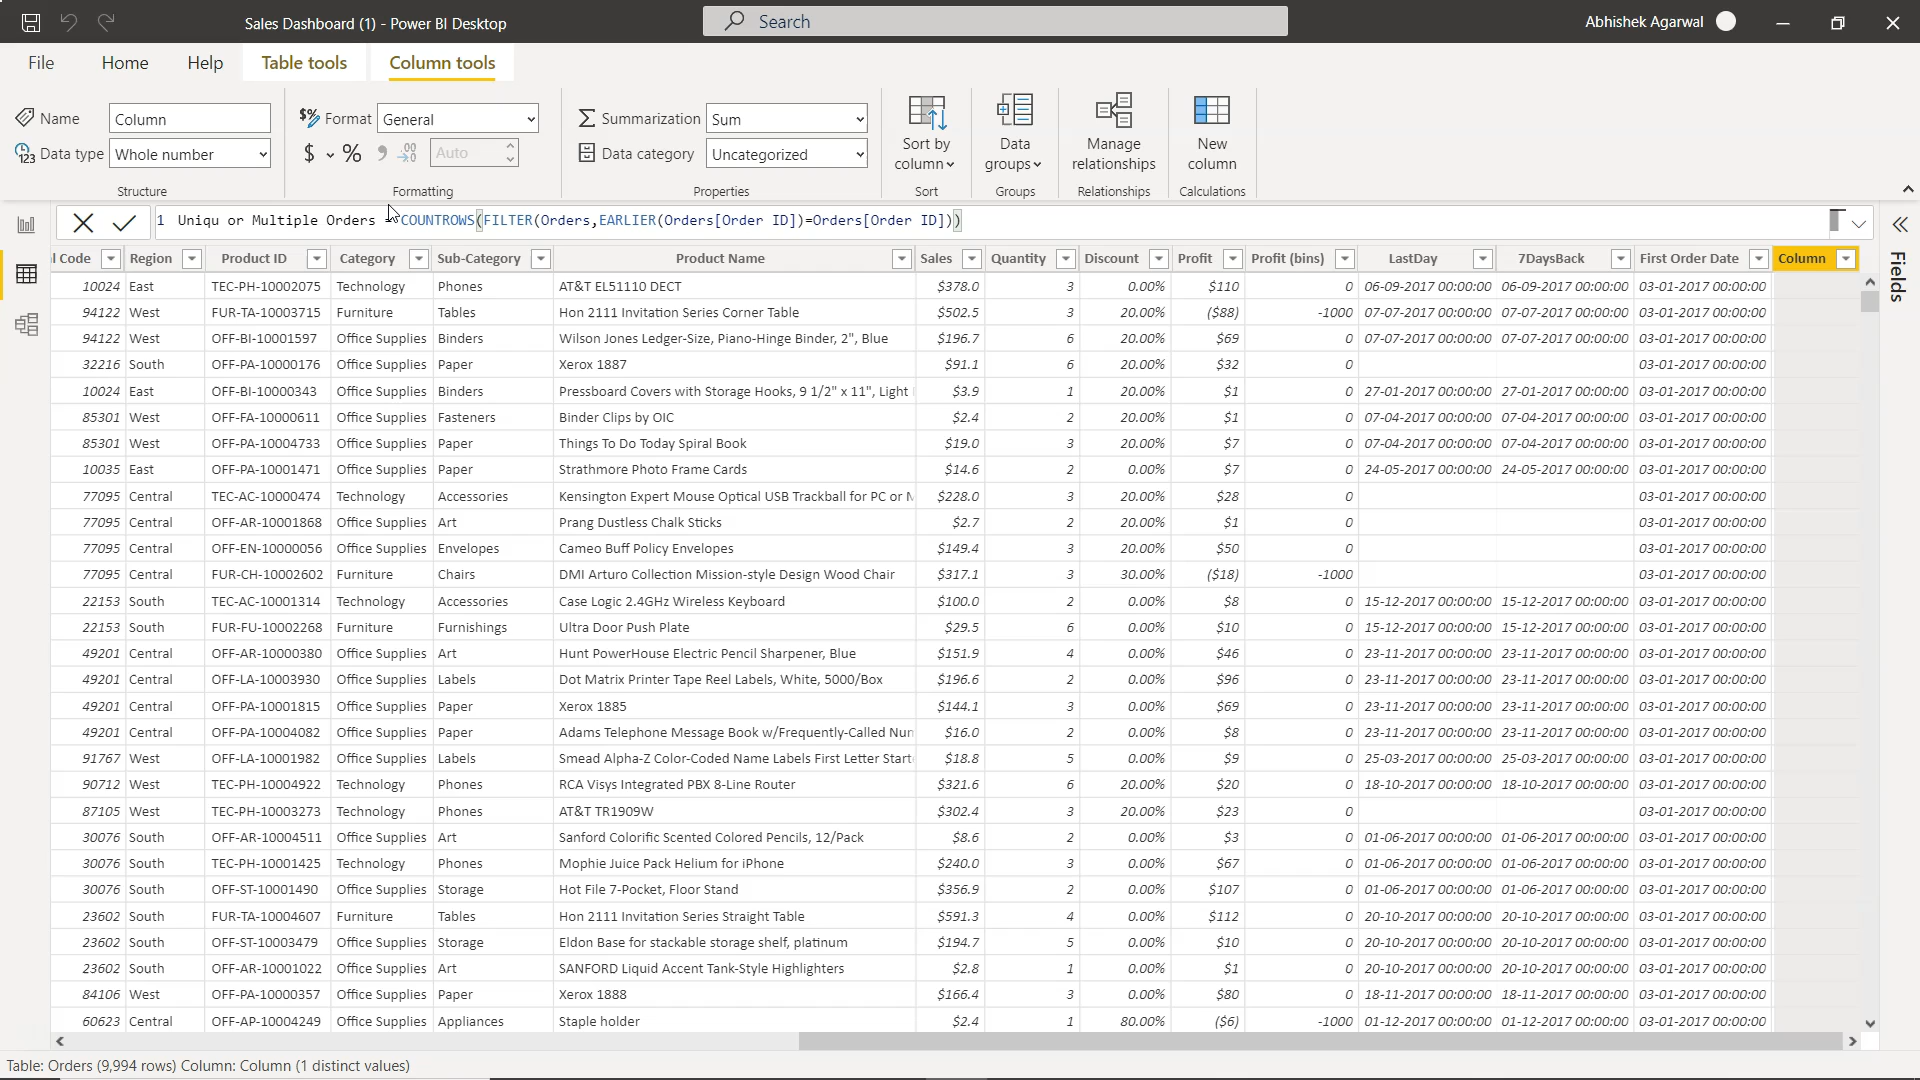 Sales Dashboard (1) - Power BI Desktop
Search
Abhishek Agarwal
File Home Help Table tools Column tools
Name Column
Data type Whole number
Structure
Format General
$ % Auto
Formatting
Summarization Sum
Data category Uncategorized
Properties
Sort by column
Sort
Data groups
Groups
Manage relationships
Relationships
New column
Calculations
1 Uniqu or Multiple Orders = COUNTROWS(FILTER(Orders,EARLIER(Orders[Order ID])=Orders[Order ID]))
Fields
l Code Region Product ID Category Sub-Category Product Name Sales Quantity Discount Profit Profit (bins) LastDay 7DaysBack First Order Date Column
10024 East TEC-PH-10002075 Technology Phones AT&T EL51110 DECT $378.0 3 0.00% $110 0 06-09-2017 00:00:00 06-09-2017 00:00:00 03-01-2017 00:00:00
94122 West FUR-TA-10003715 Furniture Tables Hon 2111 Invitation Series Corner Table $502.5 3 20.00% ($88) -1000 07-07-2017 00:00:00 07-07-2017 00:00:00 03-01-2017 00:00:00
94122 West OFF-BI-10001597 Office Supplies Binders Wilson Jones Ledger-Size, Piano-Hinge Binder, 2", Blue $196.7 6 20.00% $69 0 07-07-2017 00:00:00 07-07-2017 00:00:00 03-01-2017 00:00:00
32216 South OFF-PA-10000176 Office Supplies Paper Xerox 1887 $91.1 6 20.00% $32 0 03-01-2017 00:00:00
10024 East OFF-BI-10000343 Office Supplies Binders Pressboard Covers with Storage Hooks, 9 1/2" x 11", Light $3.9 1 20.00% $1 0 27-01-2017 00:00:00 27-01-2017 00:00:00 03-01-2017 00:00:00
85301 West OFF-FA-10000611 Office Supplies Fasteners Binder Clips by OIC $2.4 2 20.00% $1 0 07-04-2017 00:00:00 07-04-2017 00:00:00 03-01-2017 00:00:00
85301 West OFF-PA-10004733 Office Supplies Paper Things To Do Today Spiral Book $19.0 3 20.00% $7 0 07-04-2017 00:00:00 07-04-2017 00:00:00 03-01-2017 00:00:00
10035 East OFF-PA-10001471 Office Supplies Paper Strathmore Photo Frame Cards $14.6 2 0.00% $7 0 24-05-2017 00:00:00 24-05-2017 00:00:00 03-01-2017 00:00:00
77095 Central TEC-AC-10000474 Technology Accessories Kensington Expert Mouse Optical USB Trackball for PC or M $228.0 3 20.00% $28 0 03-01-2017 00:00:00
77095 Central OFF-AR-10001868 Office Supplies Art Prang Dustless Chalk Sticks $2.7 2 20.00% $1 0 03-01-2017 00:00:00
77095 Central OFF-EN-10000056 Office Supplies Envelopes Cameo Buff Policy Envelopes $149.4 3 20.00% $50 0 03-01-2017 00:00:00
77095 Central FUR-CH-10002602 Furniture Chairs DMI Arturo Collection Mission-style Design Wood Chair $317.1 3 30.00% ($18) -1000 03-01-2017 00:00:00
22153 South TEC-AC-10001314 Technology Accessories Case Logic 2.4GHz Wireless Keyboard $100.0 2 0.00% $8 0 15-12-2017 00:00:00 15-12-2017 00:00:00 03-01-2017 00:00:00
22153 South FUR-FU-10002268 Furniture Furnishings Ultra Door Push Plate $29.5 6 0.00% $10 0 15-12-2017 00:00:00 15-12-2017 00:00:00 03-01-2017 00:00:00
49201 Central OFF-AR-10000380 Office Supplies Art Hunt PowerHouse Electric Pencil Sharpener, Blue $151.9 4 0.00% $46 0 23-11-2017 00:00:00 23-11-2017 00:00:00 03-01-2017 00:00:00
49201 Central OFF-LA-10003930 Office Supplies Labels Dot Matrix Printer Tape Reel Labels, White, 5000/Box $196.6 2 0.00% $96 0 23-11-2017 00:00:00 23-11-2017 00:00:00 03-01-2017 00:00:00
49201 Central OFF-PA-10001815 Office Supplies Paper Xerox 1885 $144.1 3 0.00% $69 0 23-11-2017 00:00:00 23-11-2017 00:00:00 03-01-2017 00:00:00
49201 Central OFF-PA-10004082 Office Supplies Paper Adams Telephone Message Book w/Frequently-Called Nur $16.0 2 0.00% $8 0 23-11-2017 00:00:00 23-11-2017 00:00:00 03-01-2017 00:00:00
91767 West OFF-LA-10001982 Office Supplies Labels Smead Alpha-Z Color-Coded Name Labels First Letter Start $18.8 5 0.00% $9 0 25-03-2017 00:00:00 25-03-2017 00:00:00 03-01-2017 00:00:00
90712 West TEC-PH-10004922 Technology Phones RCA Visys Integrated PBX 8-Line Router $321.6 6 20.00% $20 0 18-10-2017 00:00:00 18-10-2017 00:00:00 03-01-2017 00:00:00
87105 West TEC-PH-10003273 Technology Phones AT&T TR1909W $302.4 3 20.00% $23 0 03-01-2017 00:00:00
30076 South OFF-AR-10004511 Office Supplies Art Sanford Colorific Scented Colored Pencils, 12/Pack $8.6 2 0.00% $3 0 01-06-2017 00:00:00 01-06-2017 00:00:00 03-01-2017 00:00:00
30076 South TEC-PH-10001425 Technology Phones Mophie Juice Pack Helium for iPhone $240.0 3 0.00% $67 0 01-06-2017 00:00:00 01-06-2017 00:00:00 03-01-2017 00:00:00
30076 South OFF-ST-10001490 Office Supplies Storage Hot File 7-Pocket, Floor Stand $356.9 2 0.00% $107 0 01-06-2017 00:00:00 01-06-2017 00:00:00 03-01-2017 00:00:00
23602 South FUR-TA-10004607 Furniture Tables Hon 2111 Invitation Series Straight Table $591.3 4 0.00% $112 0 20-10-2017 00:00:00 20-10-2017 00:00:00 03-01-2017 00:00:00
23602 South OFF-ST-10003479 Office Supplies Storage Eldon Base for stackable storage shelf, platinum $194.7 5 0.00% $10 0 20-10-2017 00:00:00 20-10-2017 00:00:00 03-01-2017 00:00:00
23602 South OFF-AR-10001022 Office Supplies Art SANFORD Liquid Accent Tank-Style Highlighters $2.8 1 0.00% $1 0 20-10-2017 00:00:00 20-10-2017 00:00:00 03-01-2017 00:00:00
84106 West OFF-PA-10000357 Office Supplies Paper Xerox 1888 $166.4 3 0.00% $80 0 18-11-2017 00:00:00 18-11-2017 00:00:00 03-01-2017 00:00:00
60623 Central OFF-AP-10004249 Office Supplies Appliances Staple holder $2.4 1 80.00% ($6) -1000 01-12-2017 00:00:00 01-12-2017 00:00:00 03-01-2017 00:00:00
Table: Orders (9,994 rows) Column: Column (1 distinct values)